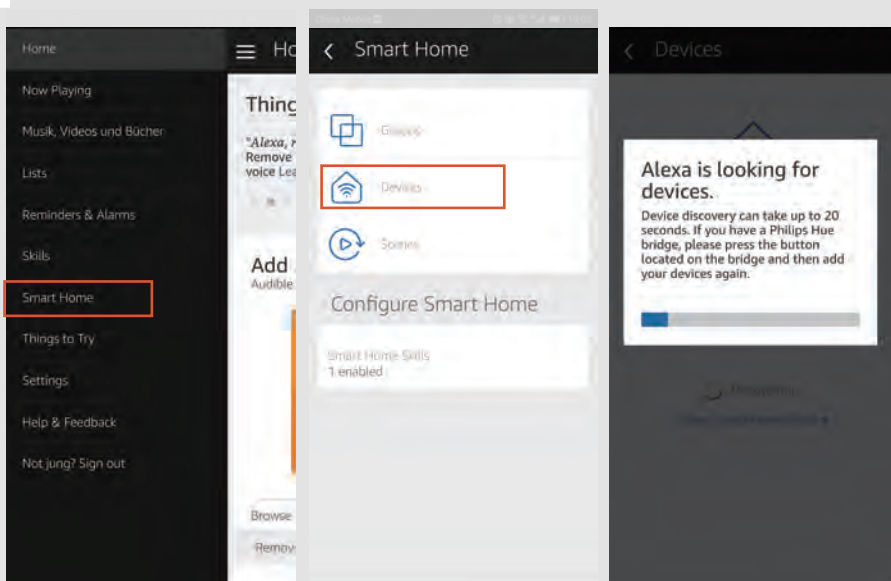 Home
Now Playing
Musik, Videos und Bücher
Lists
Reminders & Alarms
Skills
Smart Home
Things to Try
Settings
Help & Feedback
Not jung? Sign out
Ho
Thing
"Alexa, r
Remove
voice Lea
Add
Audible
Browse
Remov
Smart Home
Groups
Devices
Scenes
Configure Smart Home
Smart Home Skills
1 enabled
Devices
Alexa is looking for
devices.
Device discovery can take up to 20
seconds. If you have a Philips Hue
bridge, please press the button
located on the bridge and then add
your devices again.